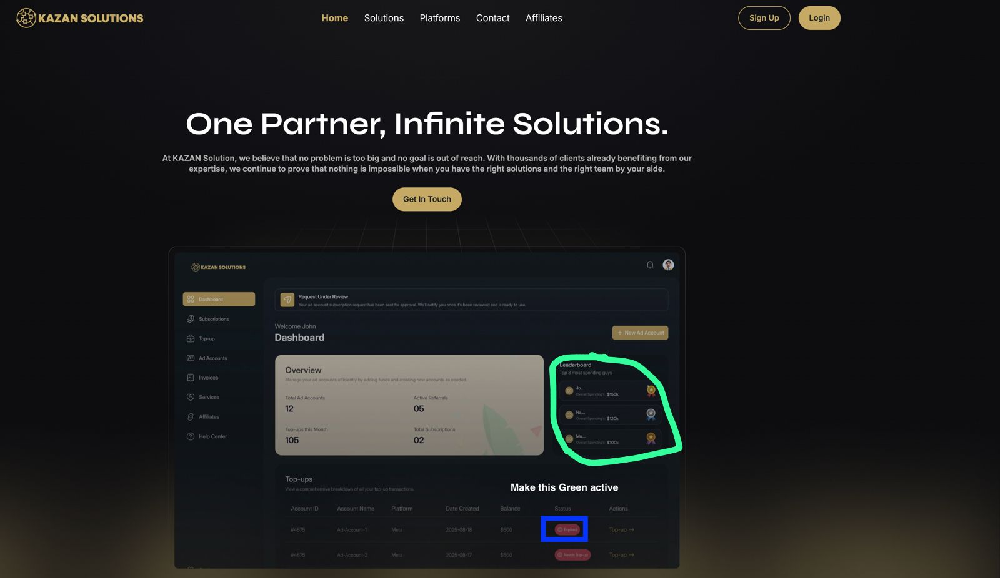 KAZAN SOLUTIONS
Home Solutions Platforms Contact Affiliates
Sign Up Login
One Partner, Infinite Solutions.
At KAZAN Solution, we believe that no problem is too big and no goal is out of reach. With thousands of clients already benefiting from our
expertise, we continue to prove that nothing is impossible when you have the right solutions and the right team by your side.
Get In Touch
KAZAN SOLUTIONS
Dashboard
Subscriptions
Top-up
Ad Accounts
Invoices
Services
Affiliates
Help Center
Request Under Review
Your ad account subscription request has been sent for approval. We'll notify you once it's been reviewed and is ready to use.
Welcome John
Dashboard
+ New Ad Account
Overview
Manage your ad accounts efficiently by adding funds and creating new accounts as needed.
Total Ad Accounts Active Referrals
12 05
Top-ups this Month Total Subscriptions
105 02
Leaderboard
Top 3 most spending guys
01 Jo..
Overall Spending's: $150k
02 Na...
Overall Spending's: $120k
03 Mu...
Overall Spending's: $100k
Top-ups
View a comprehensive breakdown of all your top-up transactions.
Make this Green active
Account ID Account Name Platform Date Created Balance Status Actions
#4675 Ad-Account-1 Meta 2025-08-18 $500 Expired Top-up →
#4675 Ad-Account-2 Meta 2025-08-17 $500 Needs Top-up Top-up →